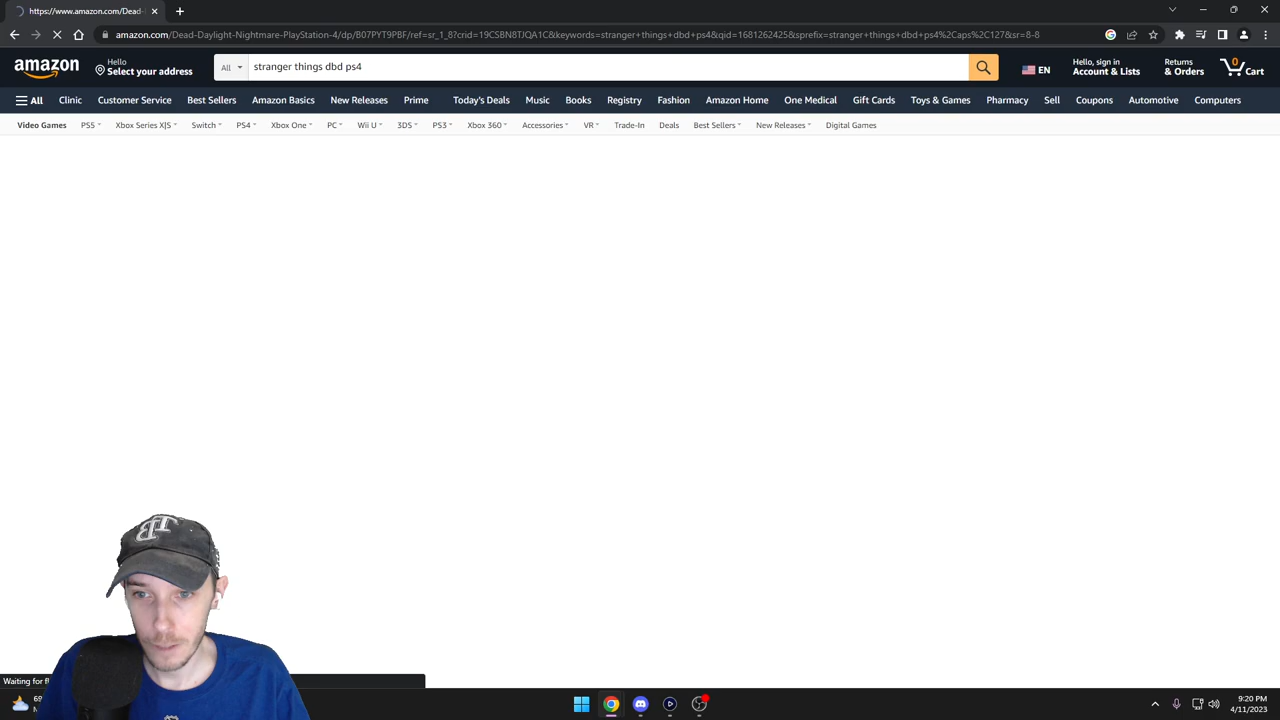 https://www.amazon.com/Dead-
amazon.com/Dead-Daylight-Nightmare-PlayStation-4/dp/B07PYT9PBF/ref=sr_1_8?crid=19CSBN8TJQA1C&keywords=stranger+things+dbd+ps4&qid=1681262425&sprefix=stranger+things+dbd+ps4%2Caps%2C127&sr=8-8
amazon
Hello
Select your address
All
stranger things dbd ps4
EN
Hello, sign in
Account & Lists
Returns
& Orders
0
Cart
All Clinic Customer Service Best Sellers Amazon Basics New Releases Prime Today's Deals Music Books Registry Fashion Amazon Home One Medical Gift Cards Toys & Games Pharmacy Sell Coupons Automotive Computers
Video Games PS5 Xbox Series X|S Switch PS4 Xbox One PC Wii U 3DS PS3 Xbox 360 Accessories VR Trade-In Deals Best Sellers New Releases Digital Games
Waiting for
9:20 PM
4/11/2023